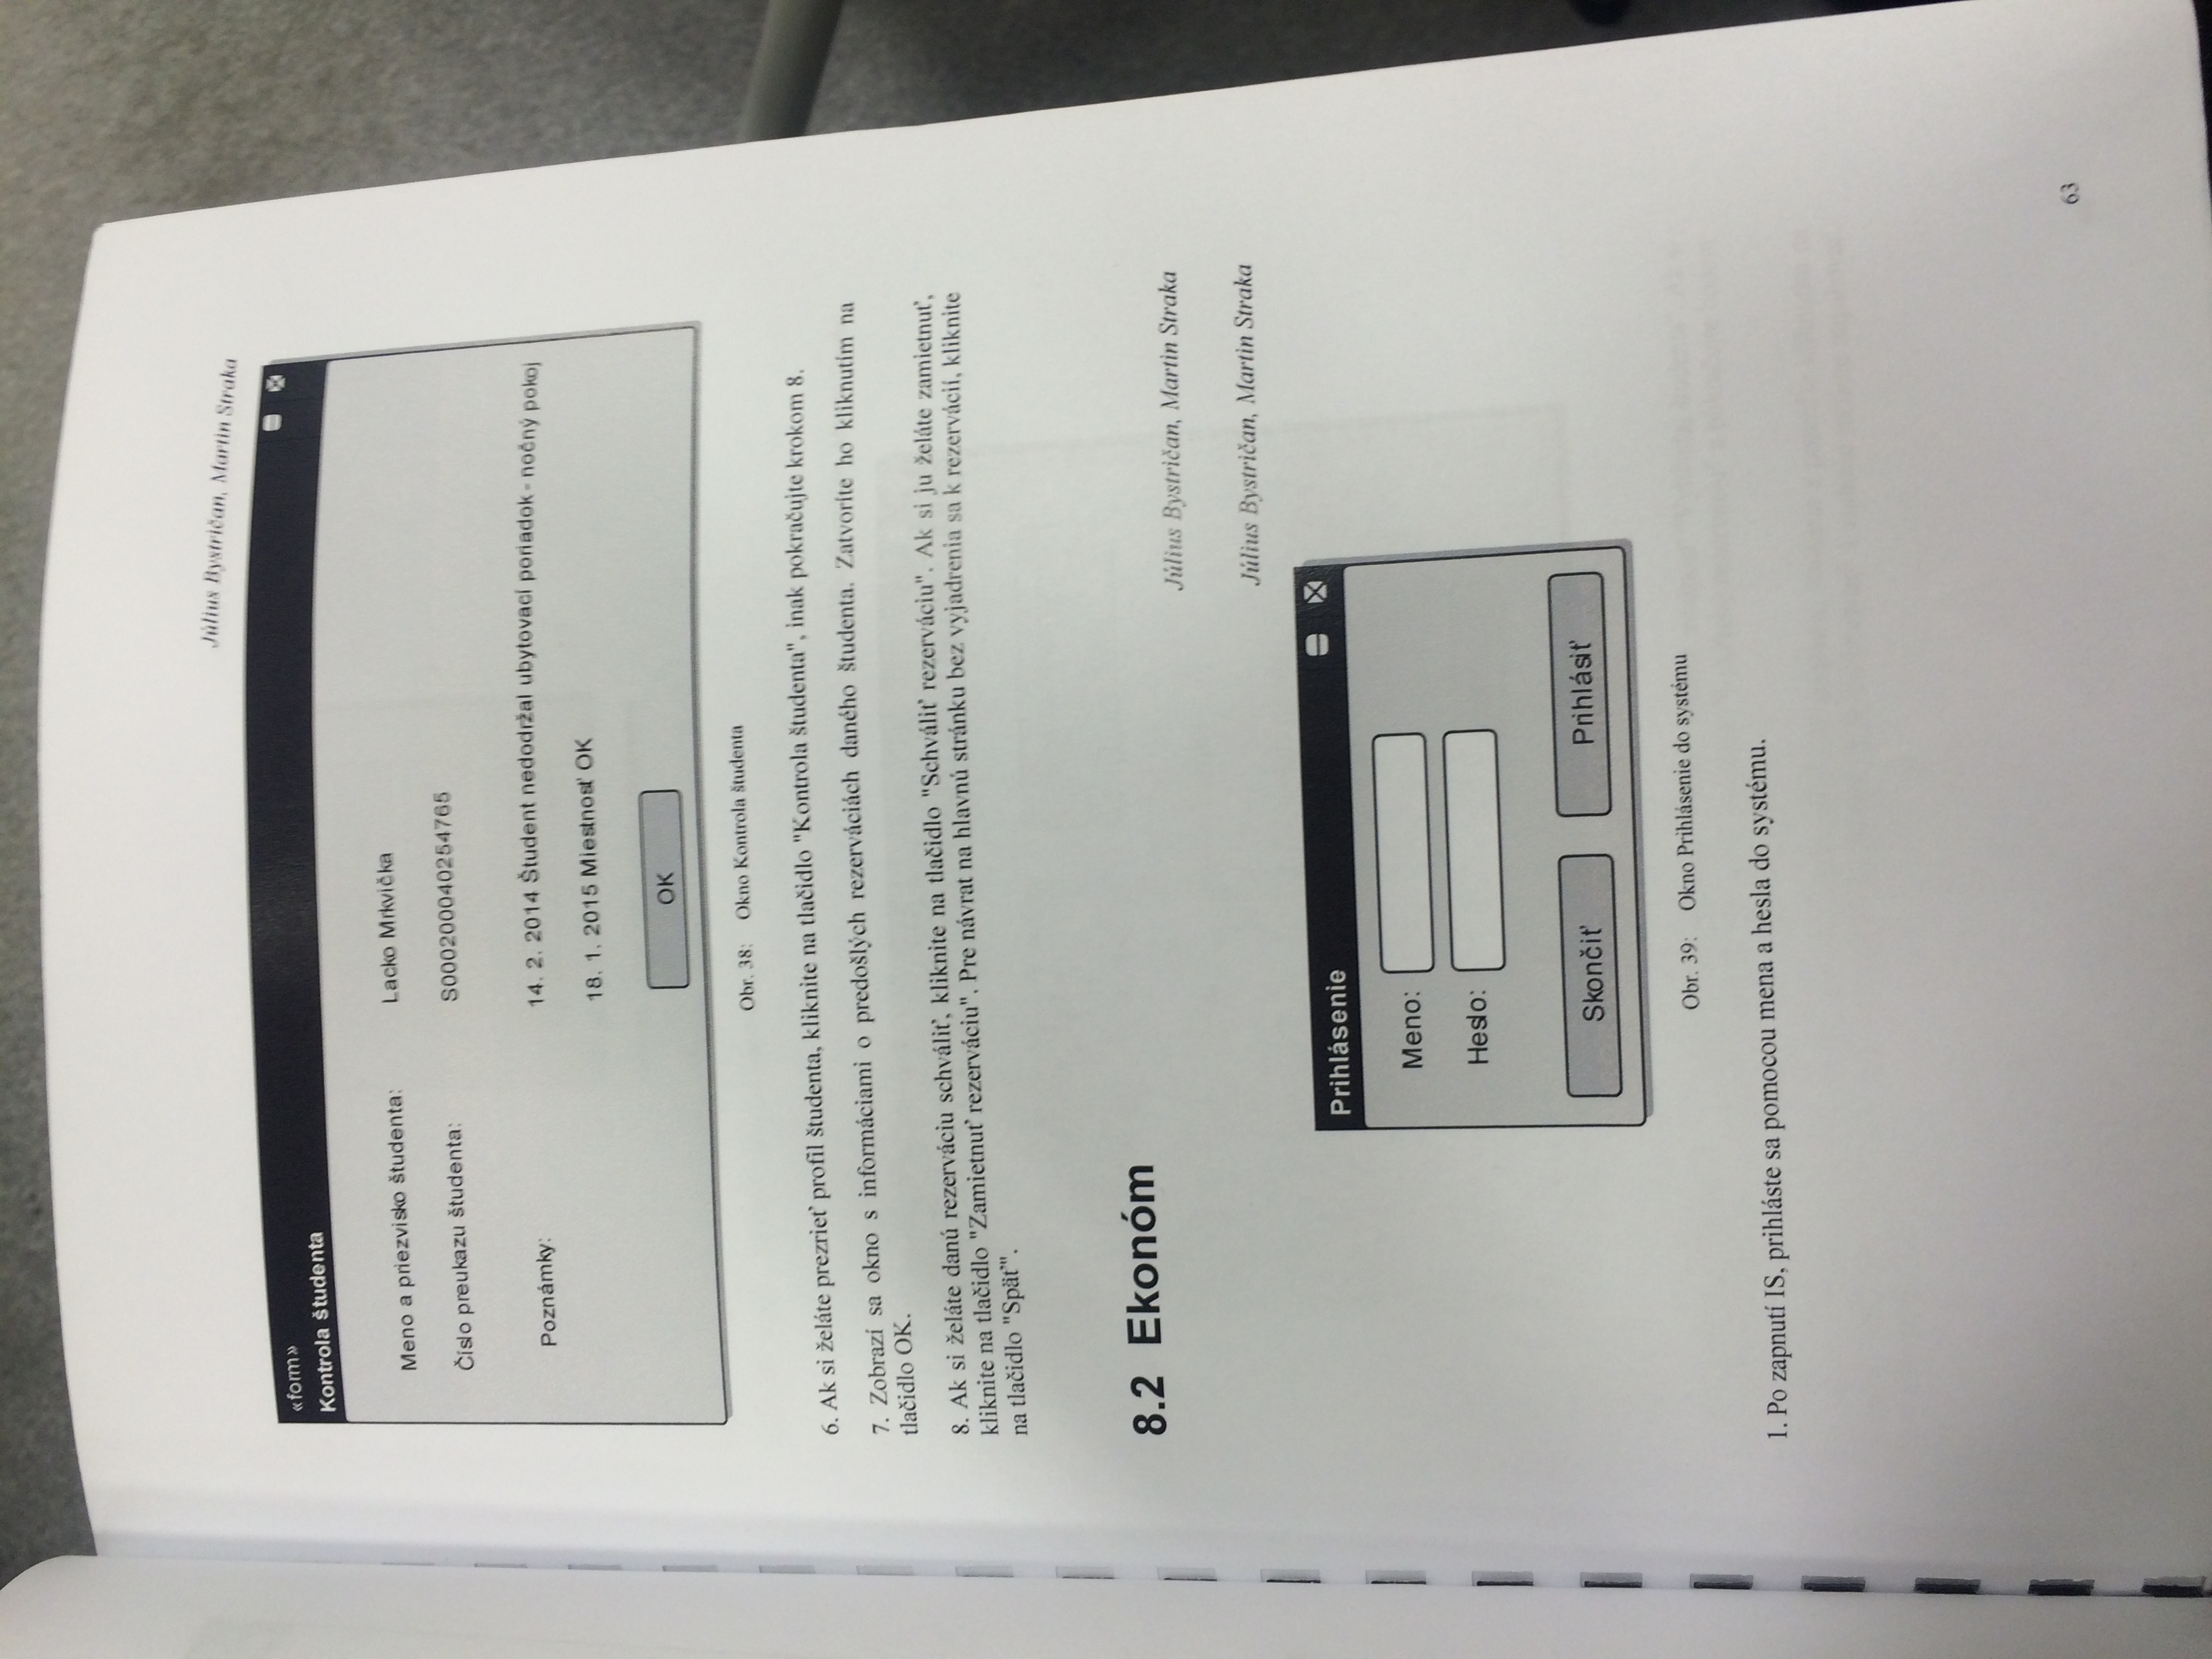 Július Bystričan, Martin Straka
«form»
Kontrola študenta
Meno a priezvisko študenta: Lacko Mrkvička
Číslo preukazu študenta: S000200040254765
Poznámky: 14. 2. 2014 Študent nedodržal ubytovací poriadok - nočný pokoj
18. 1. 2015 Miestnosť OK
OK
Obr. 38: Okno Kontrola študenta
6. Ak si želáte prezrieť profil študenta, kliknite na tlačidlo "Kontrola študenta", inak pokračujte krokom 8.
7. Zobrazí sa okno s informáciami o predošlých rezerváciách daného študenta. Zatvoríte ho kliknutím na
tlačidlo OK.
8. Ak si želáte danú rezerváciu schváliť, kliknite na tlačidlo "Schváliť rezerváciu". Ak si ju želáte zamietnuť,
kliknite na tlačidlo "Zamietnuť rezerváciu". Pre návrat na hlavnú stránku bez vyjadrenia sa k rezervácií, kliknite
na tlačidlo "Späť".
8.2 Ekonóm
Július Bystričan, Martin Straka
Július Bystričan, Martin Straka
Prihlásenie
Meno:
Heslo:
Skončiť Prihlásiť
Obr. 39: Okno Prihlásenie do systému
1. Po zapnutí IS, prihláste sa pomocou mena a hesla do systému.
63